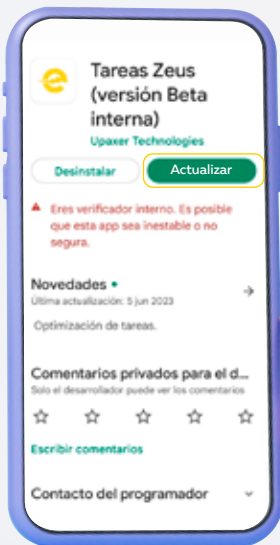 e
Tareas Zeus
(versión Beta
interna)
Upaxer Technologies
Desinstalar
Actualizar
Eres verificador interno. Es posible
que esta app sea inestable o no
segura.
Novedades •
Última actualización: 5 jun 2023
Optimización de tareas.
Comentarios privados para el d...
Solo el desarrollador puede ver los comentarios
Escribir comentarios
Contacto del programador